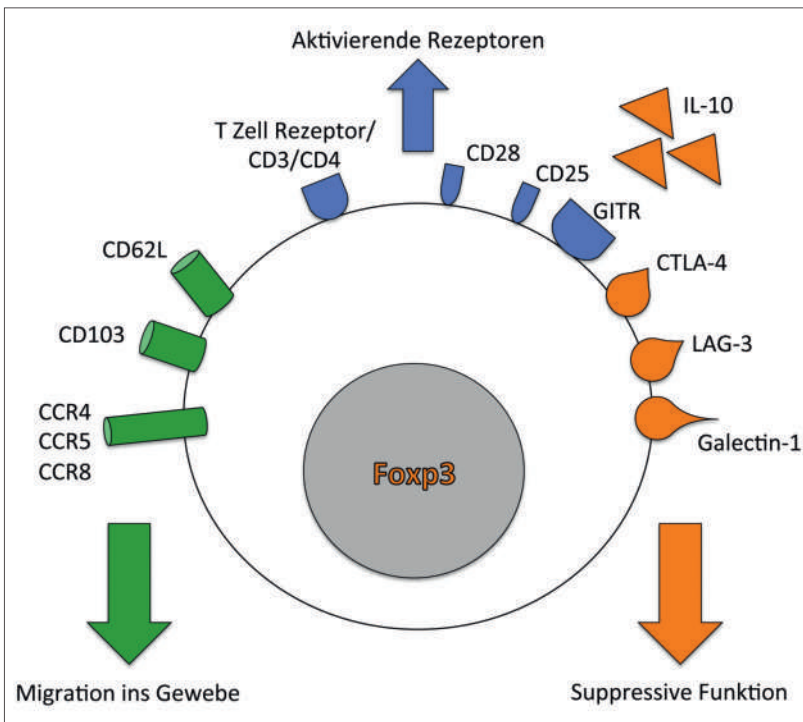 Aktivierende Rezeptoren
IL-10
T Zell Rezeptor/
CD3/CD4
CD28
CD25
GITR
CD62L
CTLA-4
CD103
LAG-3
CCR4
CCR5
CCR8
Galectin-1
Foxp3
Migration ins Gewebe
Suppressive Funktion